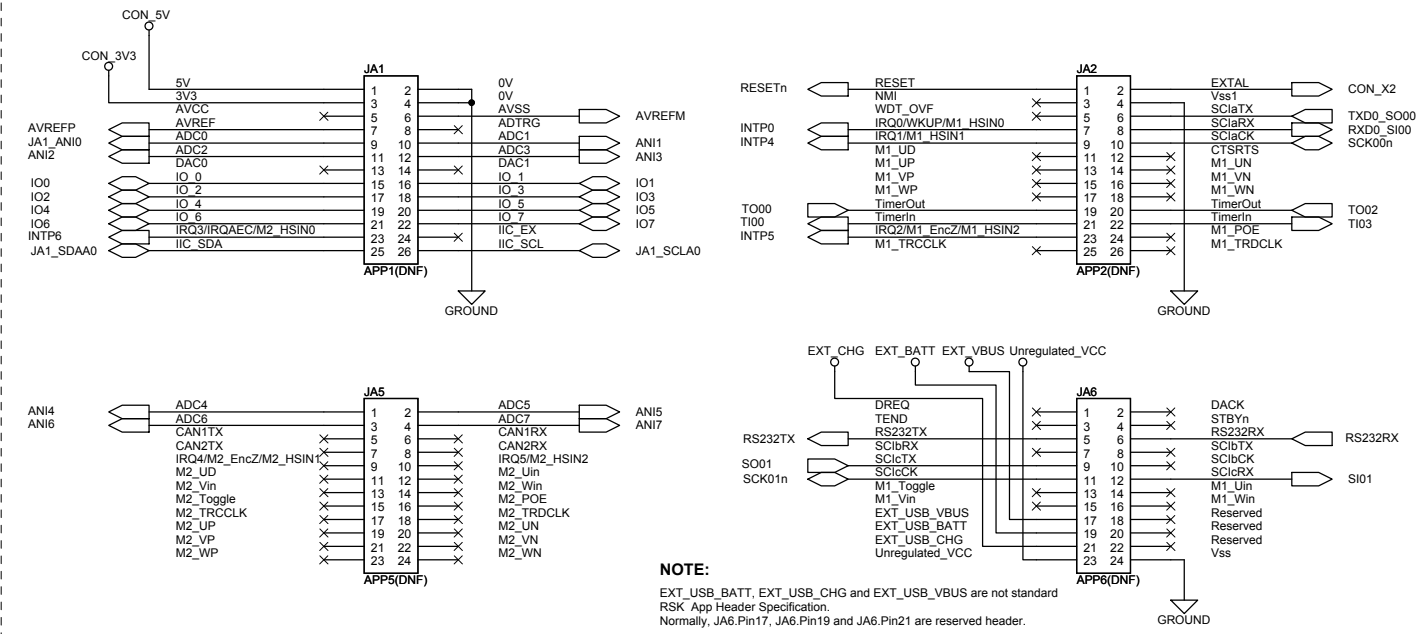 CON_5V
CON_3V3
JA1
5V 1 2 0V
3V3 3 4 0V
AVCC 5 6 AVSS AVREFM
AVREFP AVREF 7 8 ADTRG
JA1_ANI0 ADC0 9 10 ADC1 ANI1
ANI2 ADC2 11 12 ADC3 ANI3
DAC0 13 14 DAC1
IO0 IO_0 15 16 IO_1 IO1
IO2 IO_2 17 18 IO_3 IO3
IO4 IO_4 19 20 IO_5 IO5
IO6 IO_6 21 22 IO_7 IO7
INTP6 IRQ3/IRQAEC/M2_HSIN0 23 24 IIC_EX
JA1_SDAA0 IIC_SDA 25 26 IIC_SCL JA1_SCLA0
APP1(DNF)
GROUND
JA2
RESETn RESET 1 2 EXTAL CON_X2
NMI 3 4 Vss1
WDT_OVF 5 6 SCIaTX TXD0_SO00
INTP0 IRQ0/WKUP/M1_HSIN0 7 8 SCIaRX RXD0_SI00
INTP4 IRQ1/M1_HSIN1 9 10 SCIaCK SCK00n
M1_UD 11 12 CTSRTS
M1_UP 13 14 M1_UN
M1_VP 15 16 M1_VN
M1_WP 17 18 M1_WN
TO00 TimerOut 19 20 TimerOut TO02
TI00 TimerIn 21 22 TimerIn TI03
INTP5 IRQ2/M1_EncZ/M1_HSIN2 23 24 M1_POE
M1_TRCCLK 25 26 M1_TRDCLK
APP2(DNF)
GROUND
JA5
ANI4 ADC4 1 2 ADC5 ANI5
ANI6 ADC6 3 4 ADC7 ANI7
CAN1TX 5 6 CAN1RX
CAN2TX 7 8 CAN2RX
IRQ4/M2_EncZ/M2_HSIN1 9 10 IRQ5/M2_HSIN2
M2_UD 11 12 M2_Uin
M2_Vin 13 14 M2_Win
M2_Toggle 15 16 M2_POE
M2_TRCCLK 17 18 M2_TRDCLK
M2_UP 19 20 M2_UN
M2_VP 21 22 M2_VN
M2_WP 23 24 M2_WN
APP5(DNF)
EXT_CHG EXT_BATT EXT_VBUS Unregulated_VCC
JA6
DREQ 1 2 DACK
TEND 3 4 STBYn
RS232TX RS232TX 5 6 RS232RX RS232RX
SCIbRX 7 8 SCIbTX
SO01 SCIcTX 9 10 SCIbCK
SCK01n SCIcCK 11 12 SCIcRX SI01
M1_Toggle 13 14 M1_Uin
M1_Vin 15 16 M1_Win
EXT_USB_VBUS 17 18 Reserved
EXT_USB_BATT 19 20 Reserved
EXT_USB_CHG 21 22 Reserved
Unregulated_VCC 23 24 Vss
APP6(DNF)
GROUND
NOTE:
EXT_USB_BATT, EXT_USB_CHG and EXT_USB_VBUS are not standard
RSK App Header Specification.
Normally, JA6.Pin17, JA6.Pin19 and JA6.Pin21 are reserved header.